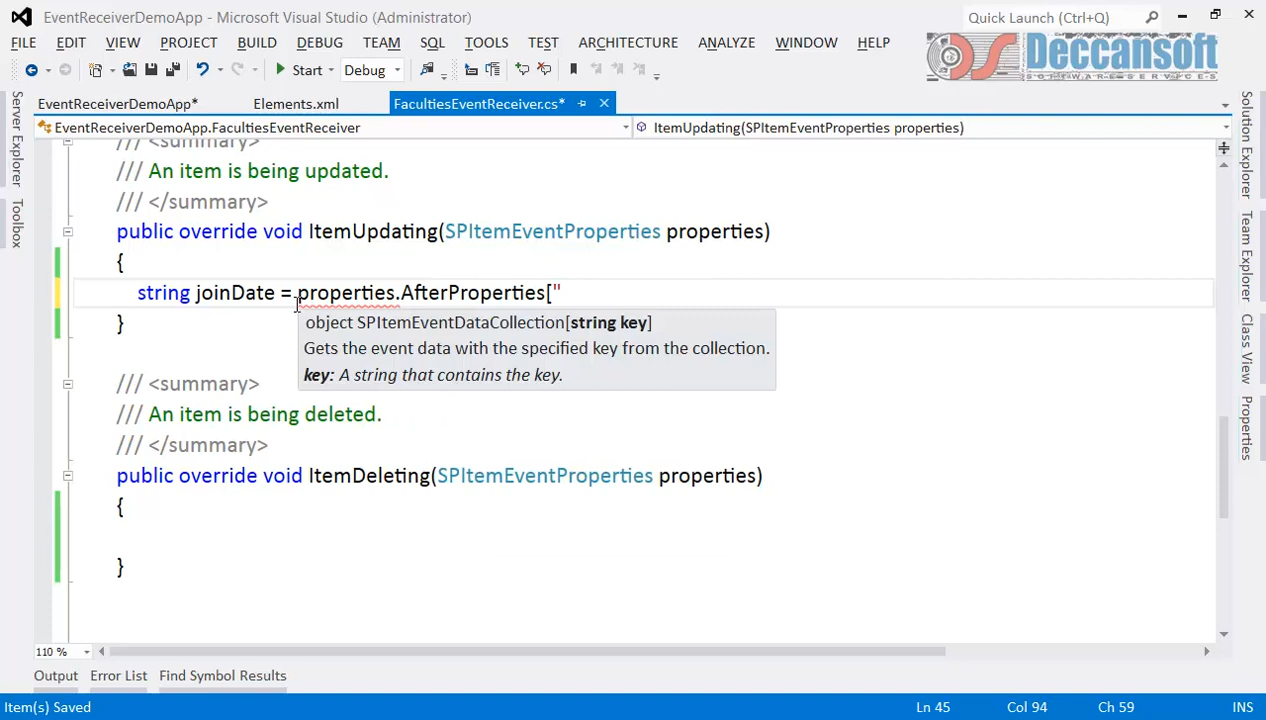 EventReceiverDemoApp - Microsoft Visual Studio (Administrator)
Quick Launch (Ctrl+Q)
FILE EDIT VIEW PROJECT BUILD DEBUG TEAM SQL TOOLS TEST ARCHITECTURE ANALYZE WINDOW HELP
Deccansoft
SOFTWARE SERVICES
Start Debug
EventReceiverDemoApp* Elements.xml FacultiesEventReceiver.cs*
EventReceiverDemoApp.FacultiesEventReceiver ItemUpdating(SPItemEventProperties properties)
/// <summary>
/// An item is being updated.
/// </summary>
public override void ItemUpdating(SPItemEventProperties properties)
{
string joinDate = properties.AfterProperties["
object SPItemEventDataCollection[string key]
Gets the event data with the specified key from the collection.
key: A string that contains the key.
}
/// <summary>
/// An item is being deleted.
/// </summary>
public override void ItemDeleting(SPItemEventProperties properties)
{
}
Server Explorer
Toolbox
Solution Explorer
Team Explorer
Class View
Properties
110 %
Output Error List Find Symbol Results
Item(s) Saved Ln 45 Col 94 Ch 59 INS